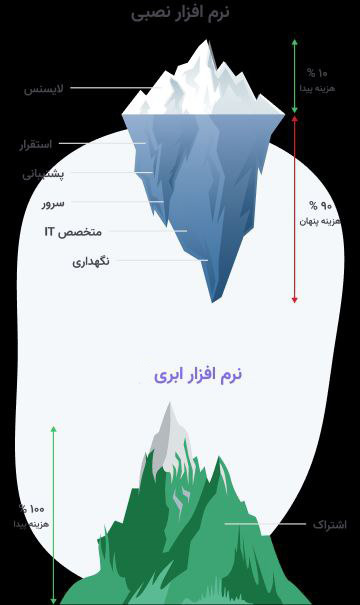 نرم افزار نصبی
% ۱۰
هزینه پیدا
لایسنس
استقرار
پشتیبانی
سرور
% ۹۰
هزینه پنهان
متخصص IT
نگهداری
نرم افزار ابری
% ۱۰۰
هزینه پیدا
اشتراک